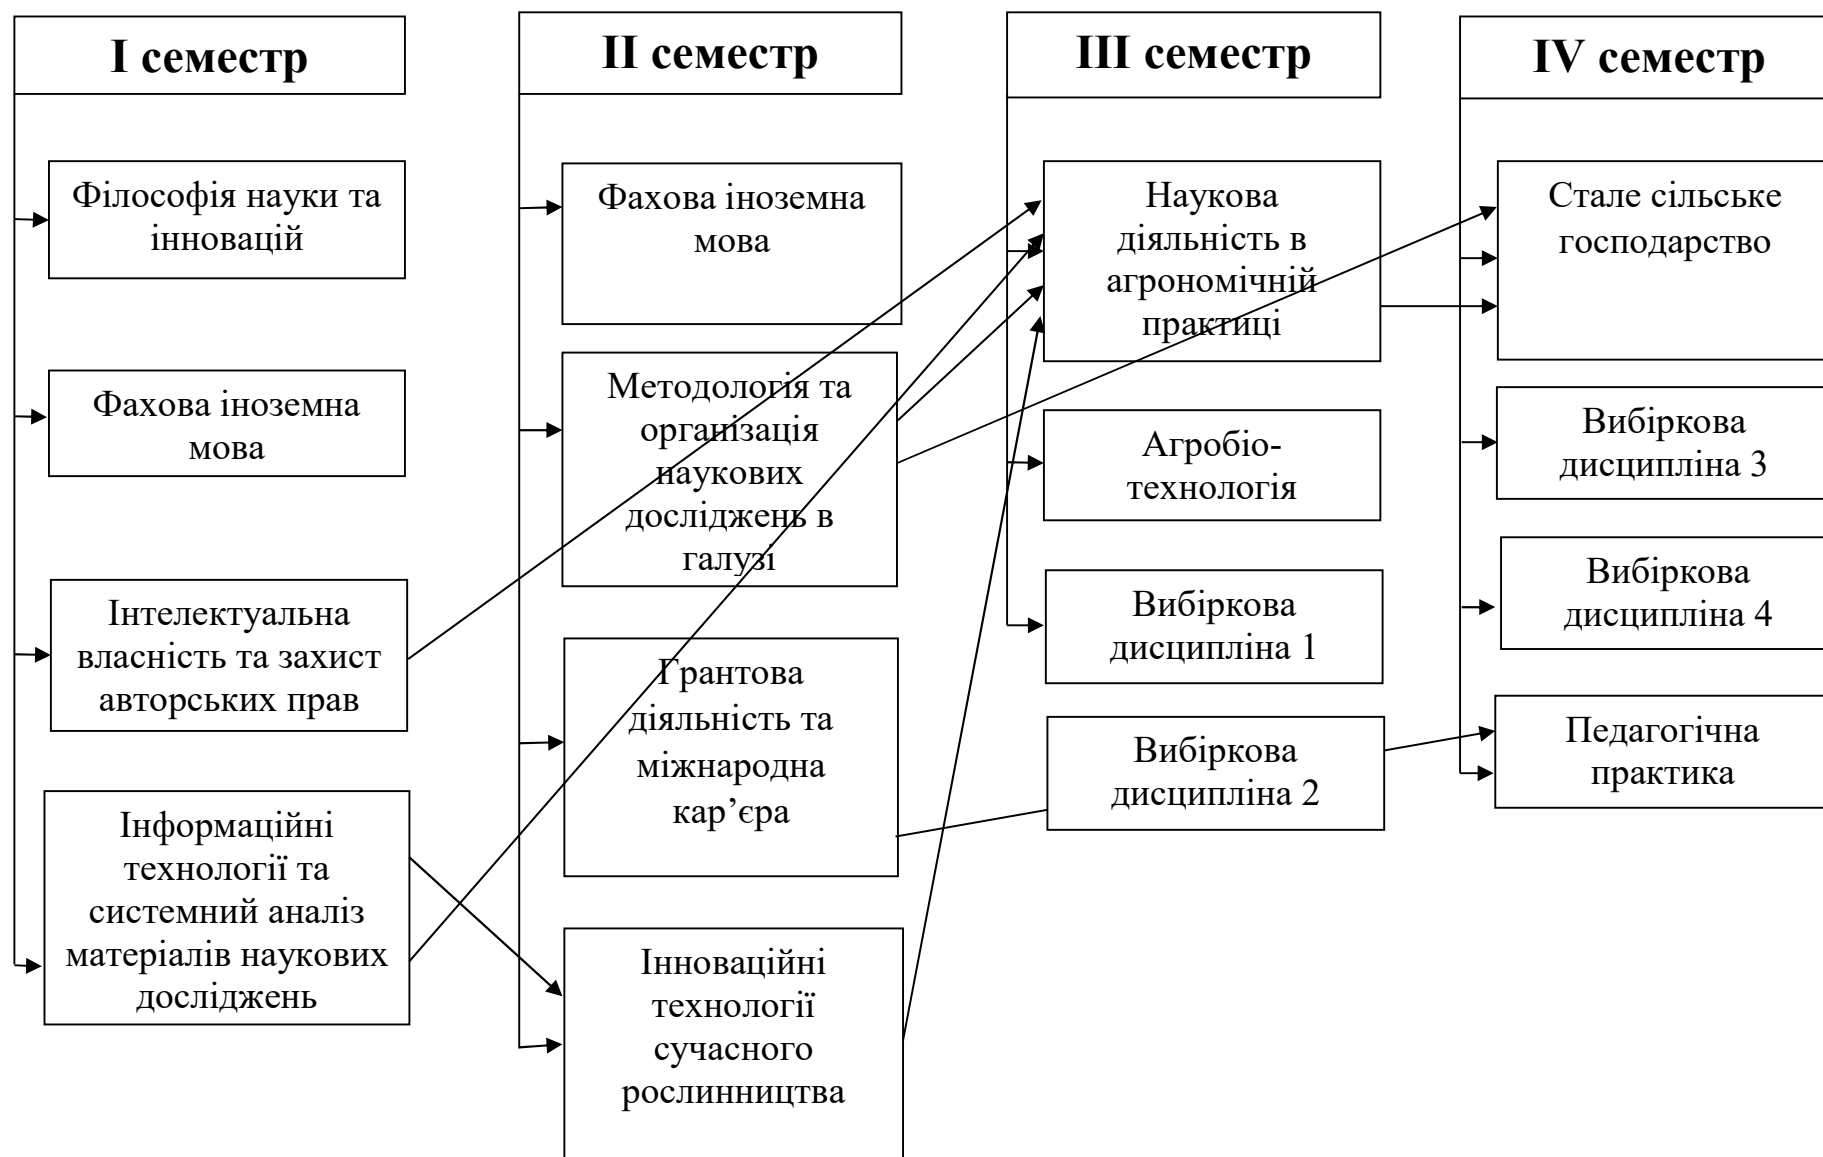 I семестр
II семестр
III семестр
IV семестр
Філософія науки та
інновацій
Фахова іноземна
мова
Інтелектуальна
власність та захист
авторських прав
Інформаційні
технології та
системний аналіз
матеріалів наукових
досліджень
Фахова іноземна
мова
Методологія та
організація
наукових
досліджень в
галузі
Грантова
діяльність та
міжнародна
кар’єра
Інноваційні
технології
сучасного
рослинництва
Наукова
діяльність в
агрономічній
практиці
Агробіо-
технологія
Вибіркова
дисципліна 1
Вибіркова
дисципліна 2
Стале сільське
господарство
Вибіркова
дисципліна 3
Вибіркова
дисципліна 4
Педагогічна
практика